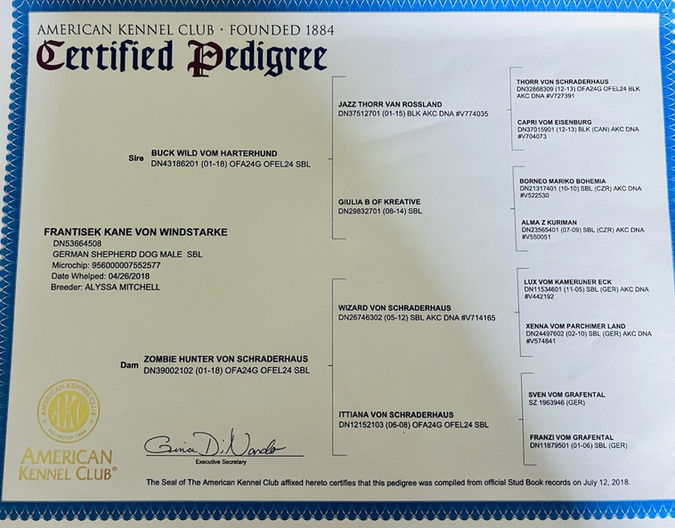 AMERICAN KENNEL CLUB · FOUNDED 1884
Certified Pedigree
THORR VON SCHRADERHAUS
DN32868309 (12-13) OFA24G OFEL24 BLK
AKC DNA #V727391
JAZZ THORR VAN ROSSLAND
DN37512701 (01-15) BLK AKC DNA #V774035
CAPRI VOM EISENBURG
DN37015901 (12-13) BLK (CAN) AKC DNA
#V704073
Sire
BUCK WILD VOM HARTERHUND
DN43186201 (01-18) OFA24G OFEL24 SBL
BORNEO MARIKO BOHEMIA
DN21317401 (10-10) SBL (CZR) AKC DNA
#V522530
GIULIA B OF KREATIVE
DN29832701 (08-14) SBL
ALMA Z KURIMAN
DN23565401 (07-09) SBL (CZR) AKC DNA
#V550051
FRANTISEK KANE VON WINDSTARKE
DN53664508
GERMAN SHEPHERD DOG MALE SBL
Microchip: 956000007552577
Date Whelped: 04/26/2018
Breeder: ALYSSA MITCHELL
LUX VOM KAMERUNER ECK
DN11534601 (11-05) SBL (GER) AKC DNA
#V442192
WIZARD VON SCHRADERHAUS
DN26746302 (05-12) SBL AKC DNA #V714165
XENNA VOM PARCHIMER LAND
DN24497602 (02-10) SBL (GER) AKC DNA
#V574841
Dam
ZOMBIE HUNTER VON SCHRADERHAUS
DN39002102 (01-18) OFA24G OFEL24 SBL
SVEN VOM GRAFENTAL
SZ 1963946 (GER)
ITTIANA VON SCHRADERHAUS
DN12152103 (06-08) OFA24G OFEL24 SBL
FRANZI VOM GRAFENTAL
DN11879501 (01-06) SBL (GER)
AMERICAN KENNEL CLUB
AKC
FOUNDED 1884
AMERICAN
KENNEL CLUB®
Gina DiNardo
Executive Secretary
The Seal of The American Kennel Club affixed hereto certifies that this pedigree was compiled from official Stud Book records on July 12, 2018.